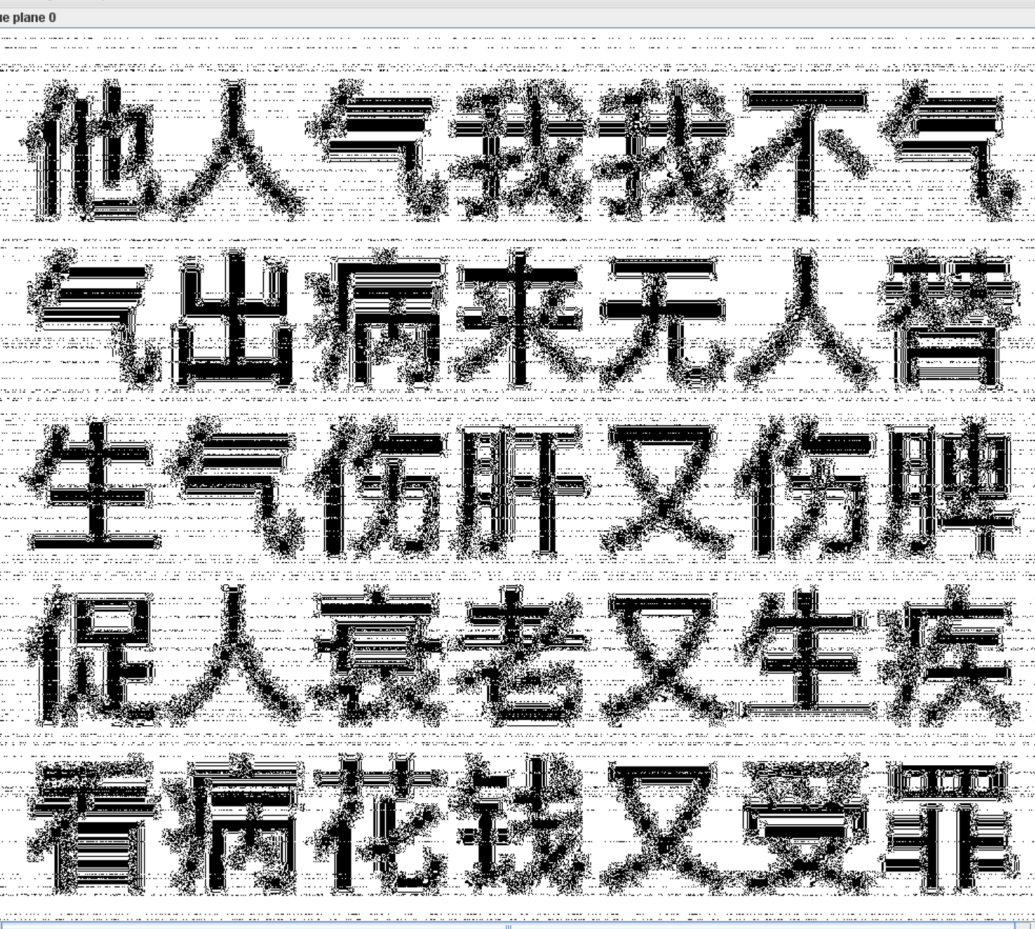 ue plane 0
他人气我我不气
气出病来无人替
生气伤肝又伤脾
促人衰老又生疾
看病花钱又受罪